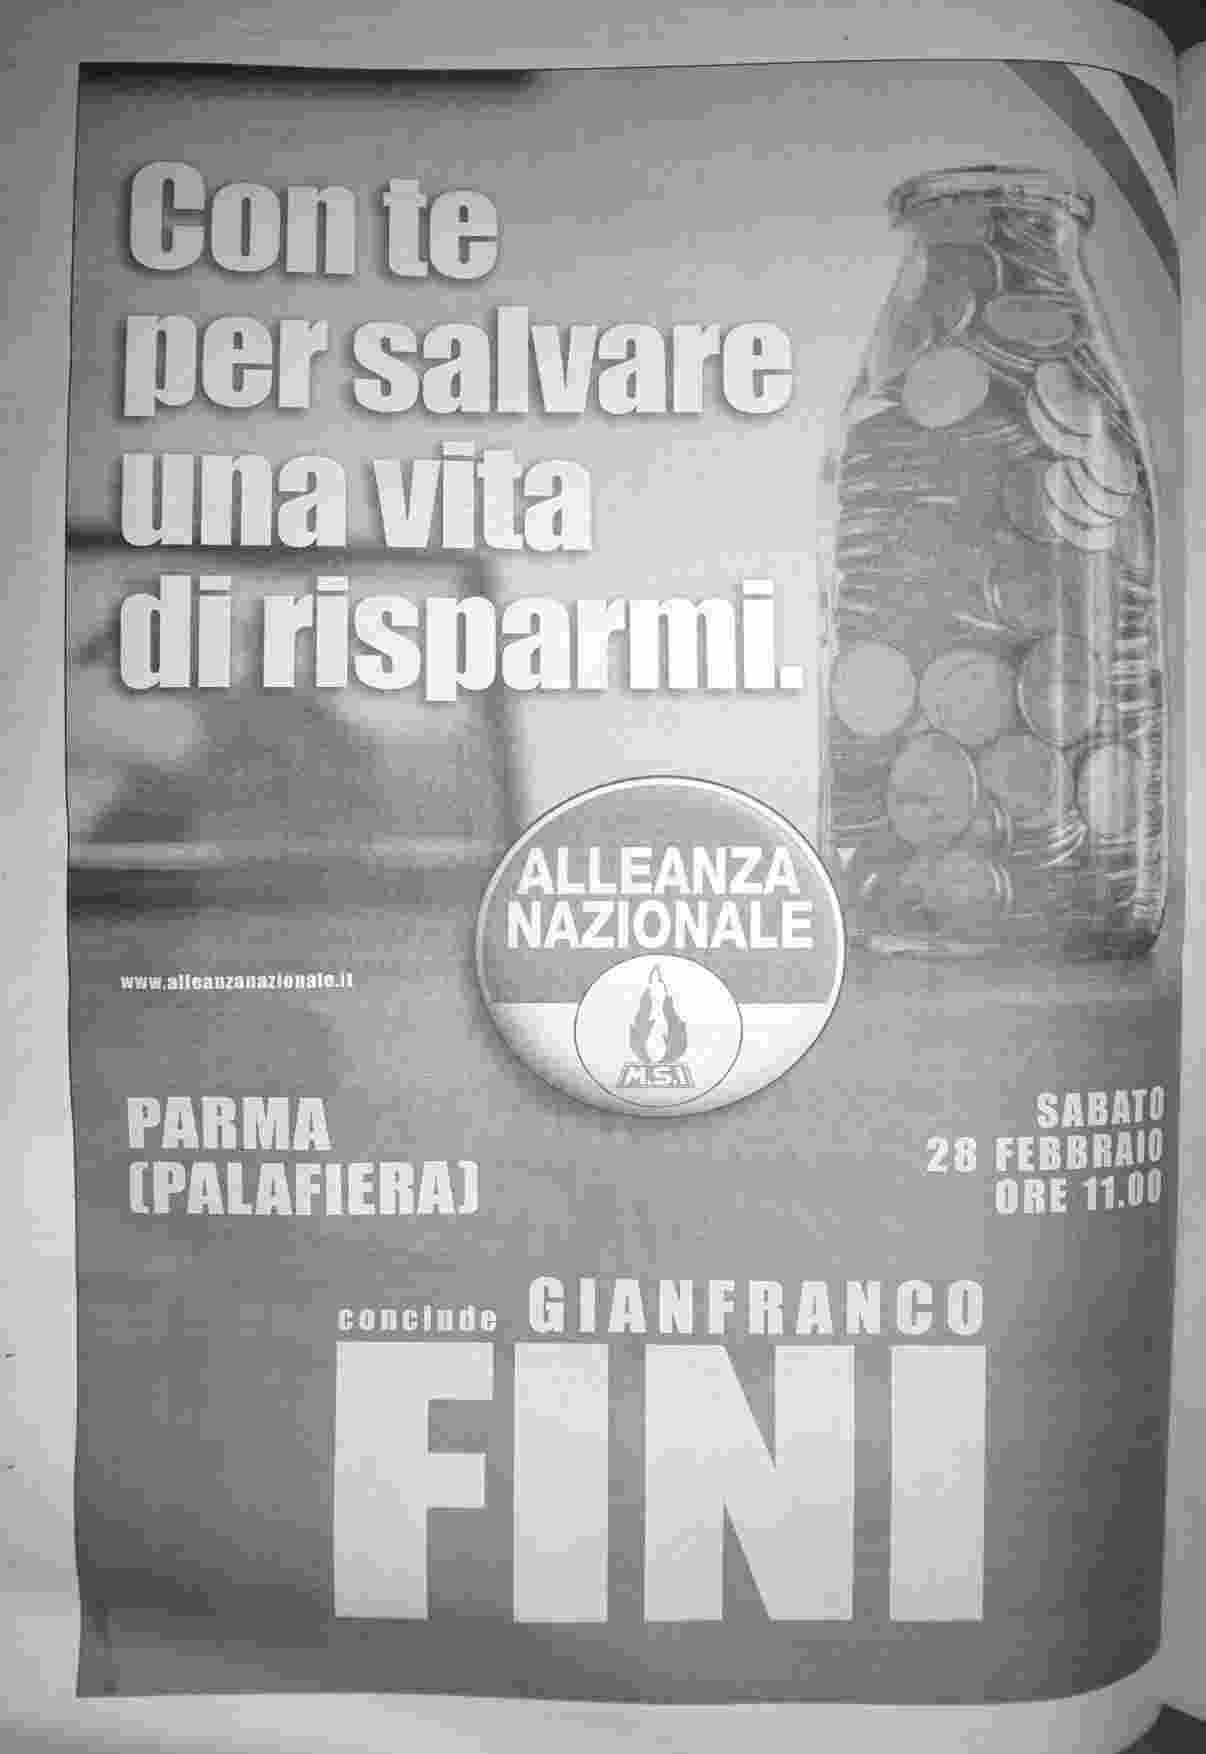 Con te
per salvare
una vita
di risparmi.
ALLEANZA
NAZIONALE
M.S.I
www.alleanzanazionale.it
PARMA
(PALAFIERA)
SABATO
28 FEBBRAIO
ORE 11.00
conclude GIANFRANCO
FINI